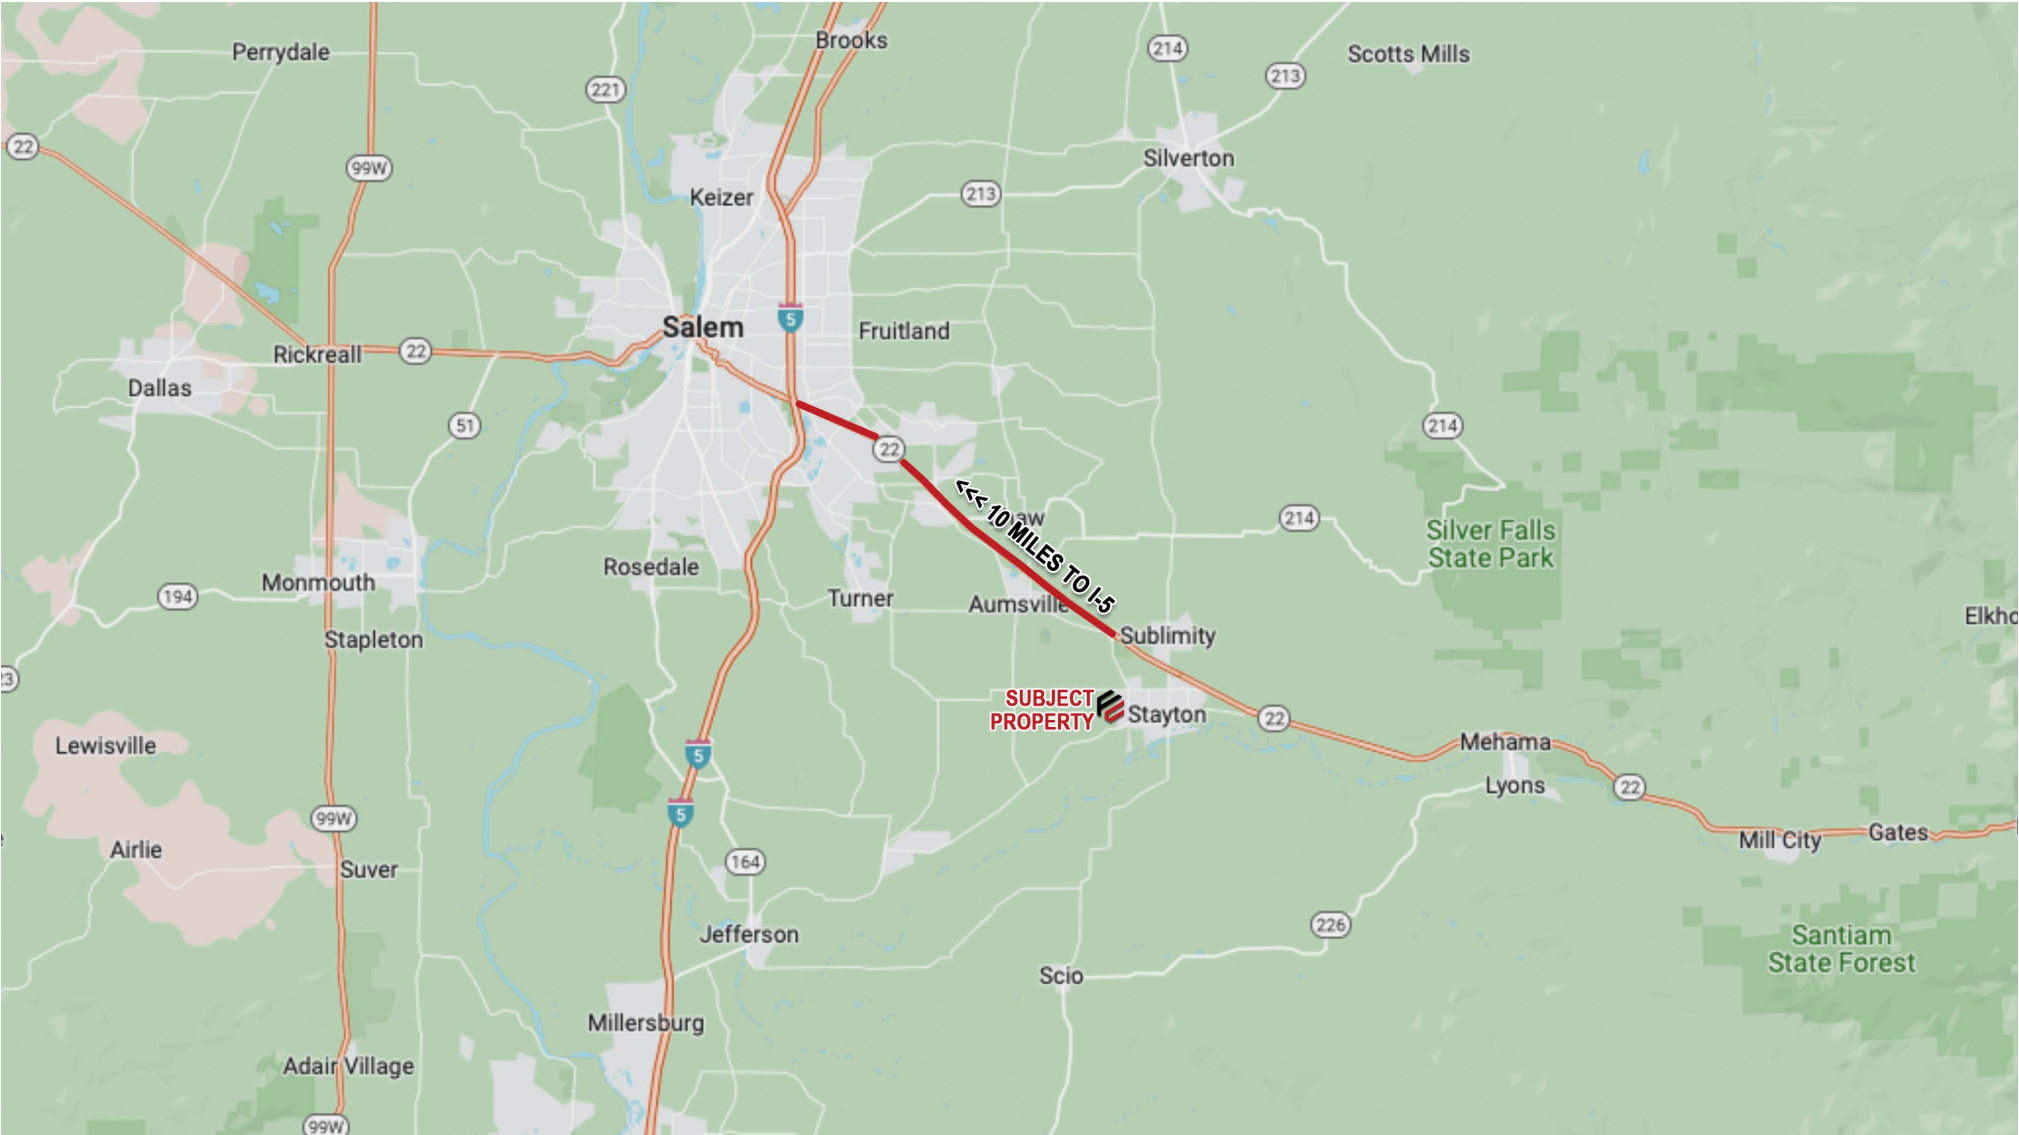 Perrydale
Brooks
214
Scotts Mills
213
221
22
99W
Silverton
Keizer
213
5
Salem
Fruitland
Rickreall
22
Dallas
51
214
22
<<< 10 MILES TO I-5
214
Silver Falls
State Park
Rosedale
Monmouth
194
Turner
Aumsville
Stapleton
Sublimity
SUBJECT
PROPERTY
Stayton
22
Lewisville
5
Mehama
Lyons
22
5
99W
Mill City
Gates
Airlie
164
Suver
226
Jefferson
Santiam
State Forest
Scio
Millersburg
Adair Village
99W